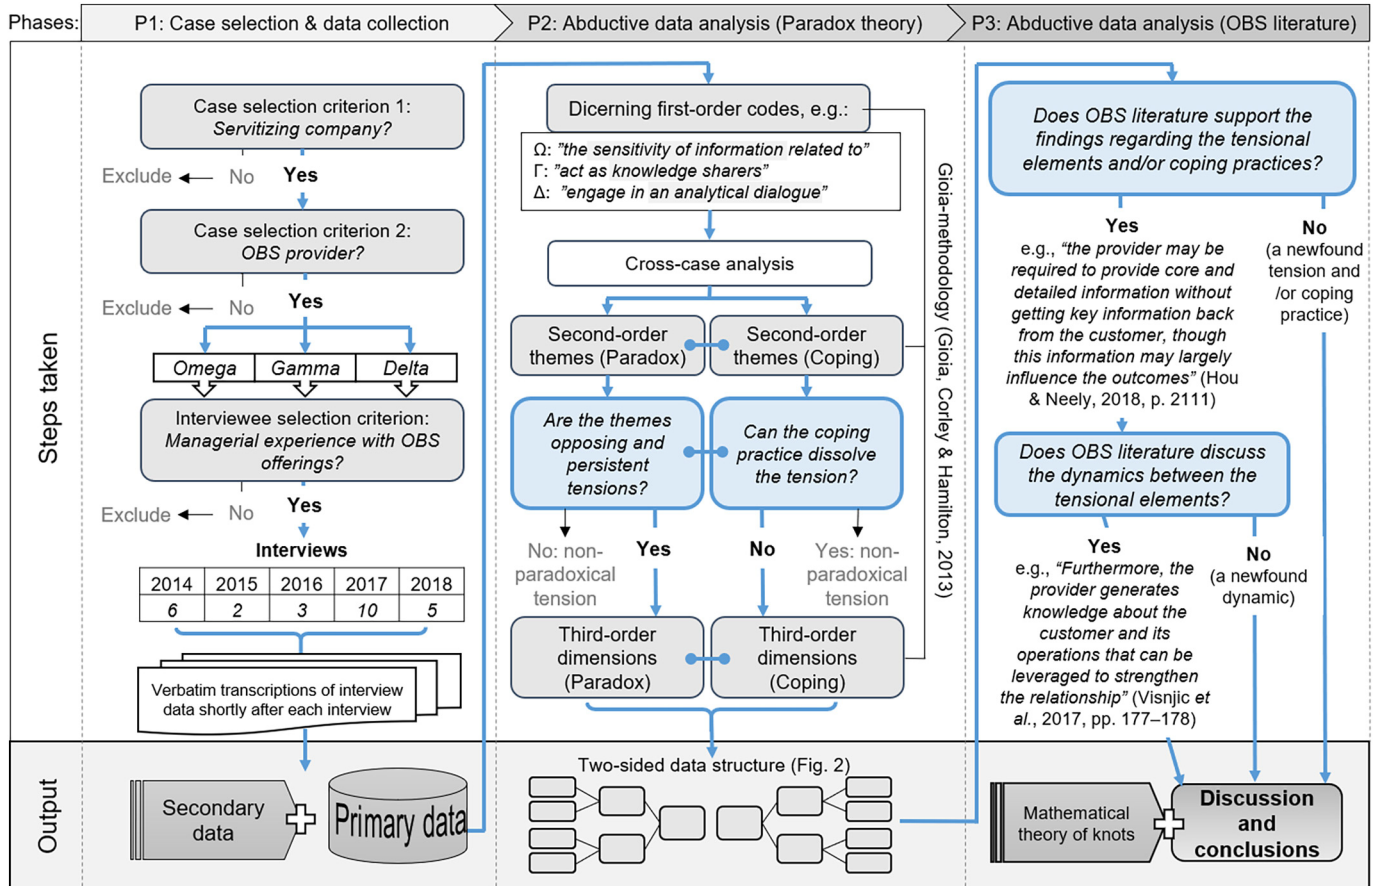 Phases:
P1: Case selection & data collection
P2: Abductive data analysis (Paradox theory)
P3: Abductive data analysis (OBS literature)
Steps taken
Case selection criterion 1:
Servitizing company?
Exclude
No
Yes
Case selection criterion 2:
OBS provider?
Exclude
No
Yes
Omega
Gamma
Delta
Interviewee selection criterion:
Managerial experience with OBS
offerings?
Exclude
No
Yes
Interviews
2014 2015 2016 2017 2018
6 2 3 10 5
Verbatim transcriptions of interview
data shortly after each interview
Dicerning first-order codes, e.g.:
Ω: ”the sensitivity of information related to”
Γ: ”act as knowledge sharers”
Δ: ”engage in an analytical dialogue”
Cross-case analysis
Second-order
themes (Paradox)
Second-order
themes (Coping)
Are the themes
opposing and
persistent
tensions?
Can the coping
practice dissolve
the tension?
No: non-
paradoxical
tension
Yes
No
Yes: non-
paradoxical
tension
Third-order
dimensions
(Paradox)
Third-order
dimensions
(Coping)
Gioia-methodology (Gioia, Corley & Hamilton, 2013)
Does OBS literature support the
findings regarding the tensional
elements and/or coping practices?
Yes
e.g., “the provider may be
required to provide core and
detailed information without
getting key information back
from the customer, though
this information may largely
influence the outcomes” (Hou
& Neely, 2018, p. 2111)
No
(a newfound
tension and
/or coping
practice)
Does OBS literature discuss
the dynamics between the
tensional elements?
Yes
e.g., “Furthermore, the
provider generates
knowledge about the
customer and its
operations that can be
leveraged to strengthen
the relationship” (Visnjic et
al., 2017, pp. 177–178)
No
(a newfound
dynamic)
Output
Secondary
data
Primary data
Two-sided data structure (Fig. 2)
Mathematical
theory of knots
Discussion
and
conclusions